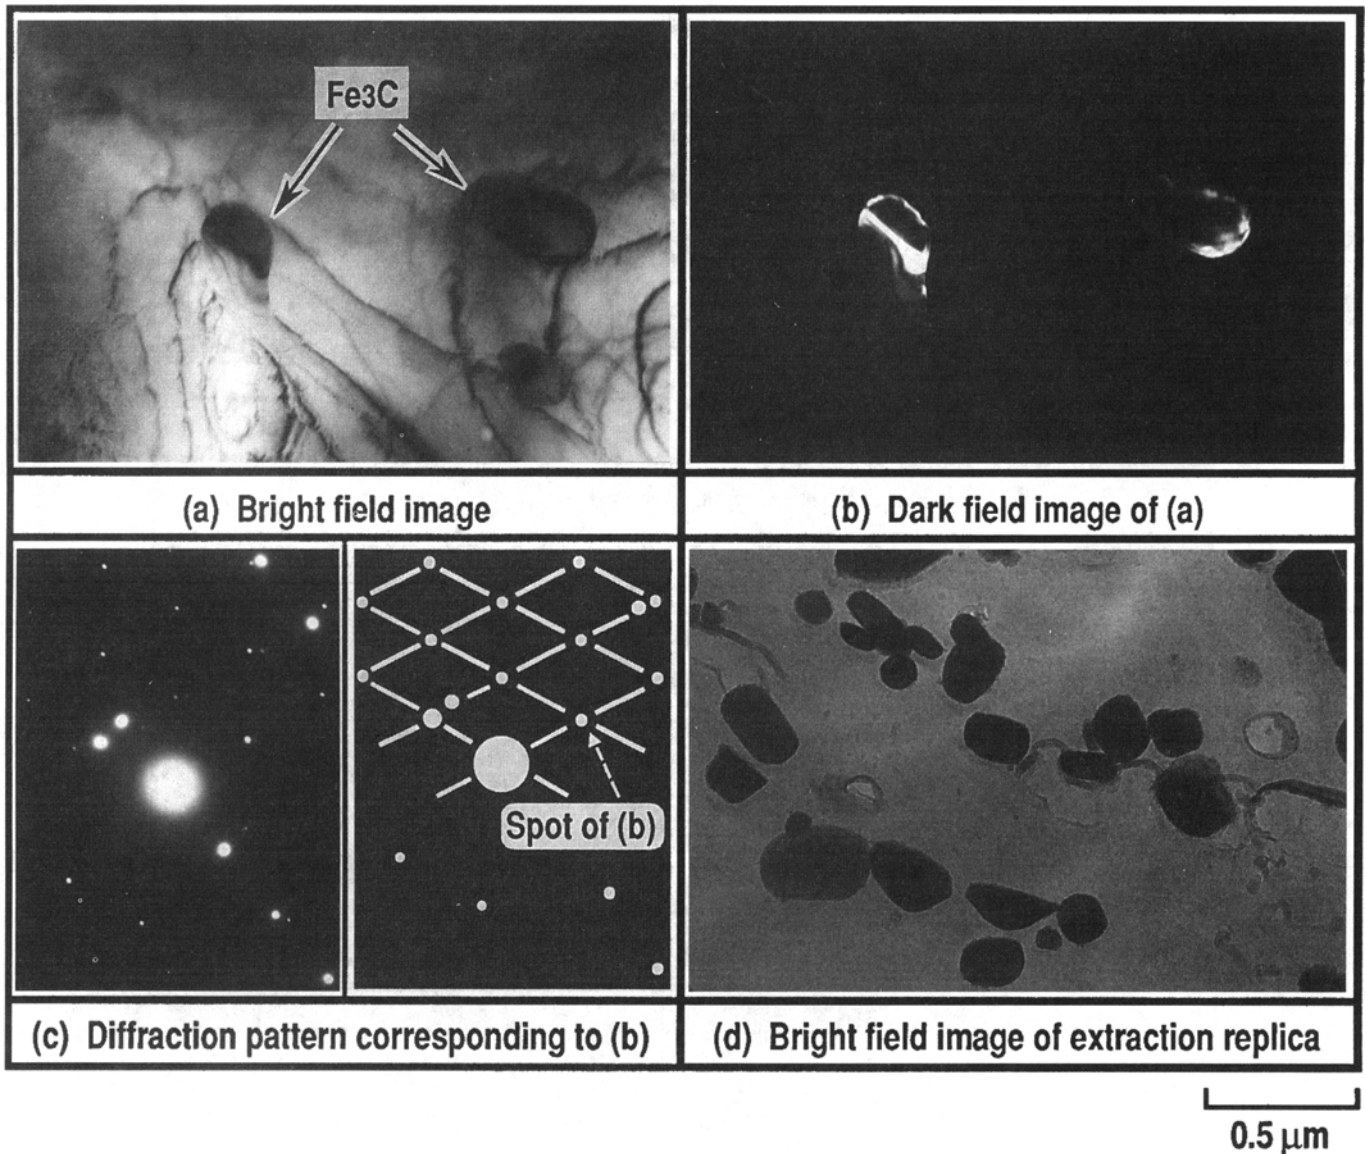 Fe3C
(a) Bright field image
(b) Dark field image of (a)
Spot of (b)
(c) Diffraction pattern corresponding to (b)
(d) Bright field image of extraction replica
0.5 μm